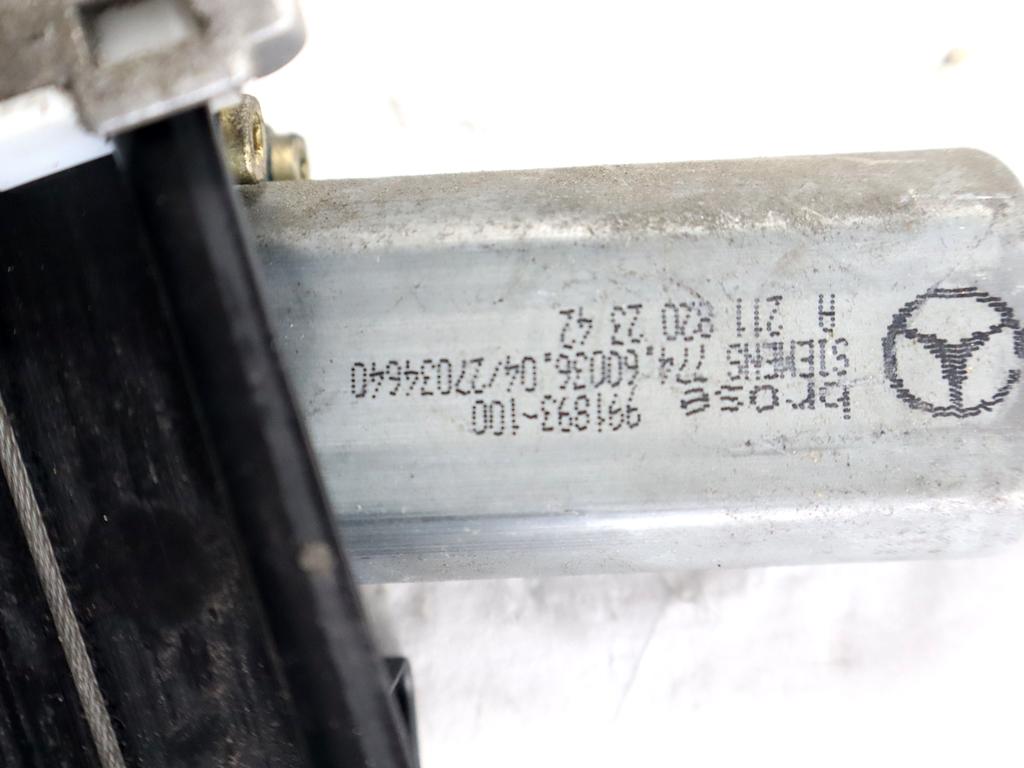 brose 991893-100
SIEMENS 774.60036.04/27034640
A 211 820 23 42